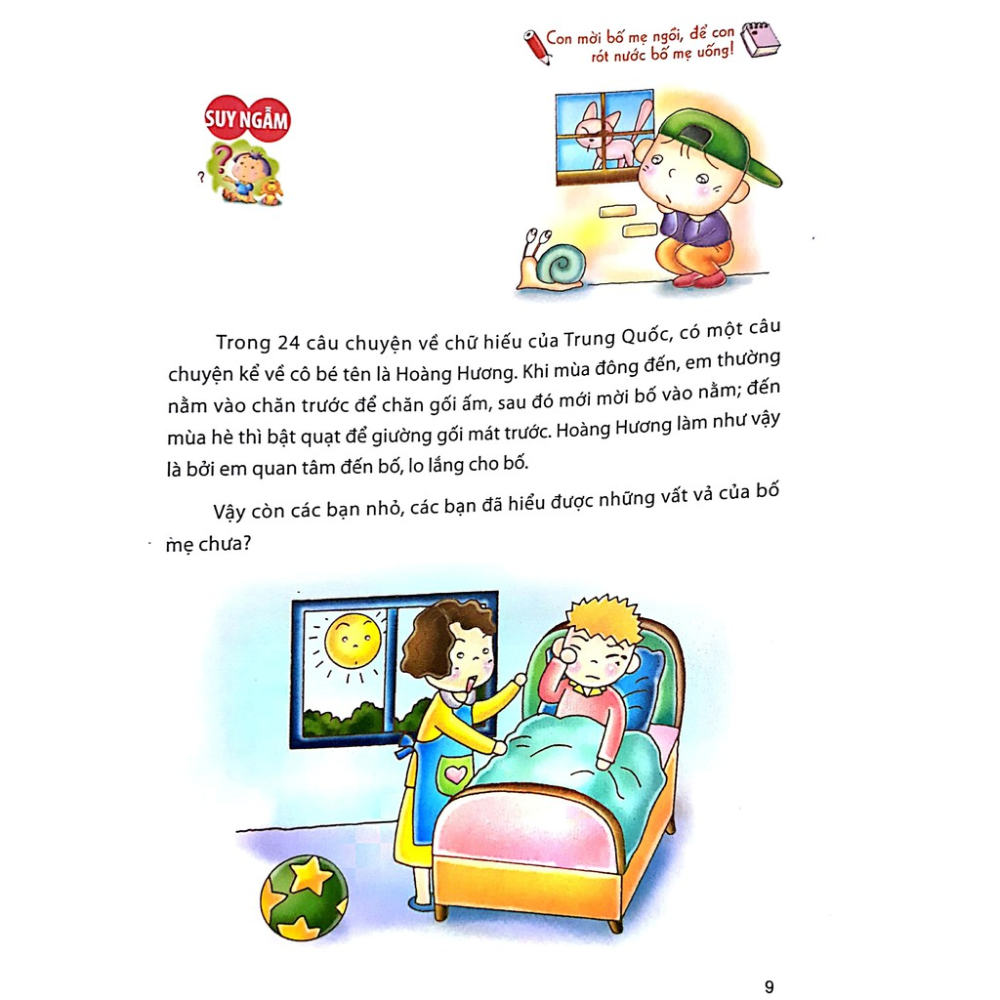 Con mời bố mẹ ngồi, để con
rót nước bố mẹ uống!
SUY NGẪM
?
?
Trong 24 câu chuyện về chữ hiếu của Trung Quốc, có một câu
chuyện kể về cô bé tên là Hoàng Hương. Khi mùa đông đến, em thường
nằm vào chăn trước để chăn gối ấm, sau đó mới mời bố vào nằm; đến
mùa hè thì bật quạt để giường gối mát trước. Hoàng Hương làm như vậy
là bởi em quan tâm đến bố, lo lắng cho bố.
Vậy còn các bạn nhỏ, các bạn đã hiểu được những vất vả của bố
mẹ chưa?
9